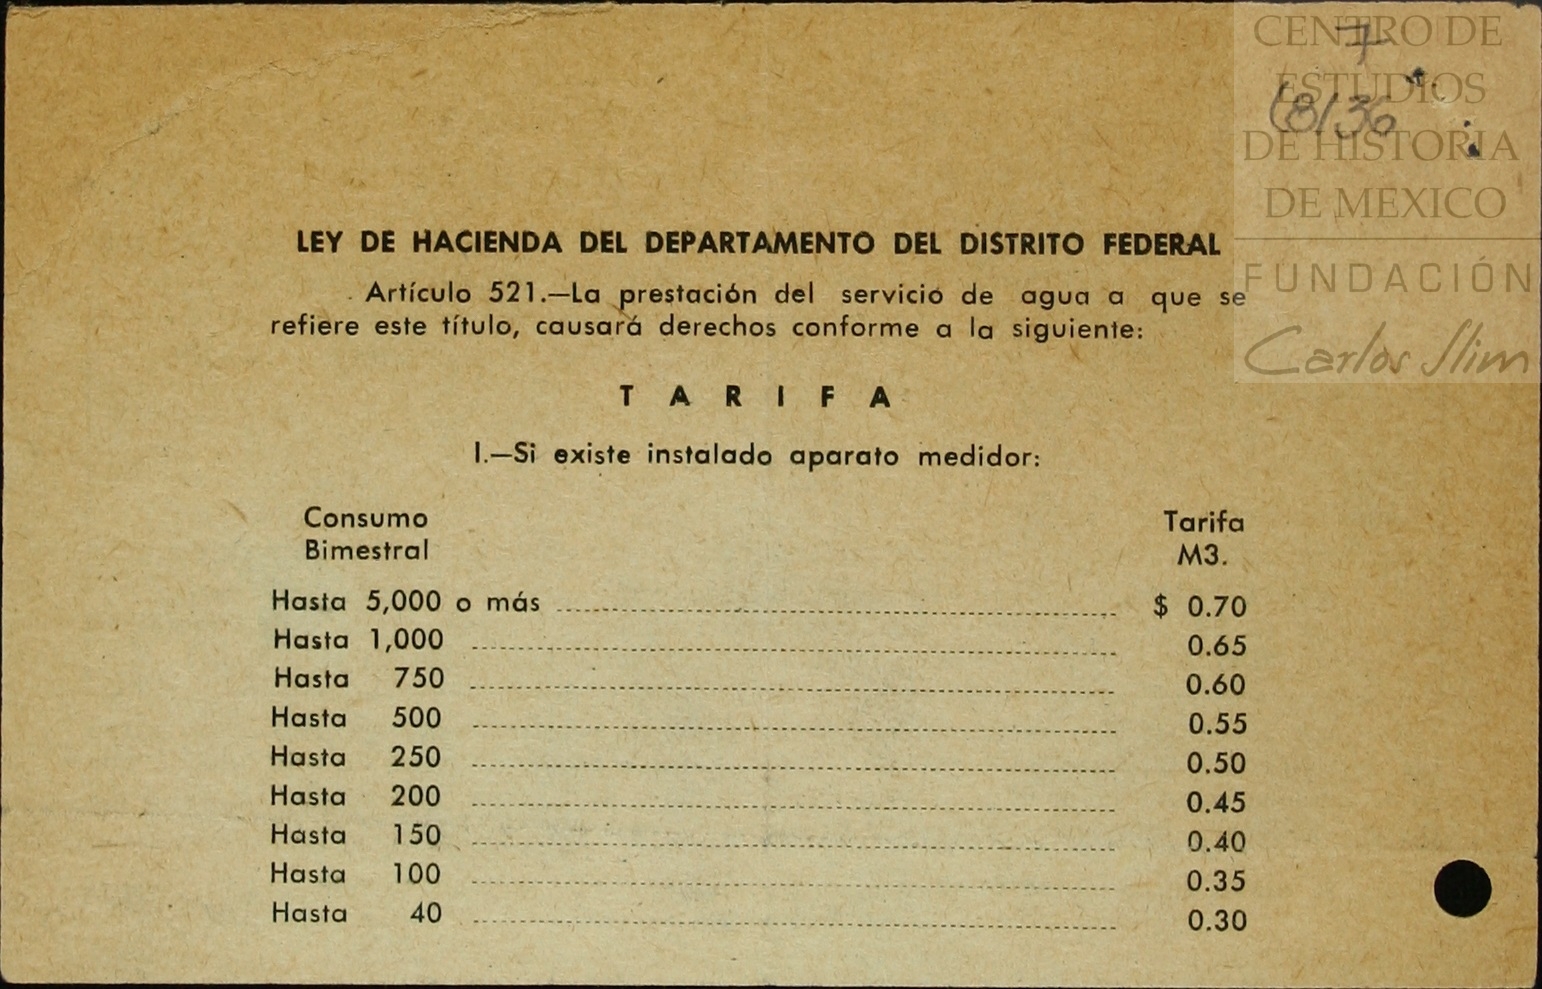 CENTRO DE
ESTUDIOS
DE HISTORIA
DE MEXICO
FUNDACIÓN
Carlos Slim
7
18136
LEY DE HACIENDA DEL DEPARTAMENTO DEL DISTRITO FEDERAL
Artículo 521.—La prestación del servicio de agua a que se
refiere este título, causará derechos conforme a la siguiente:
T A R I F A
I.—Si existe instalado aparato medidor:
Consumo Tarifa
Bimestral M3.
Hasta 5,000 o más $ 0.70
Hasta 1,000 0.65
Hasta 750 0.60
Hasta 500 0.55
Hasta 250 0.50
Hasta 200 0.45
Hasta 150 0.40
Hasta 100 0.35
Hasta 40 0.30